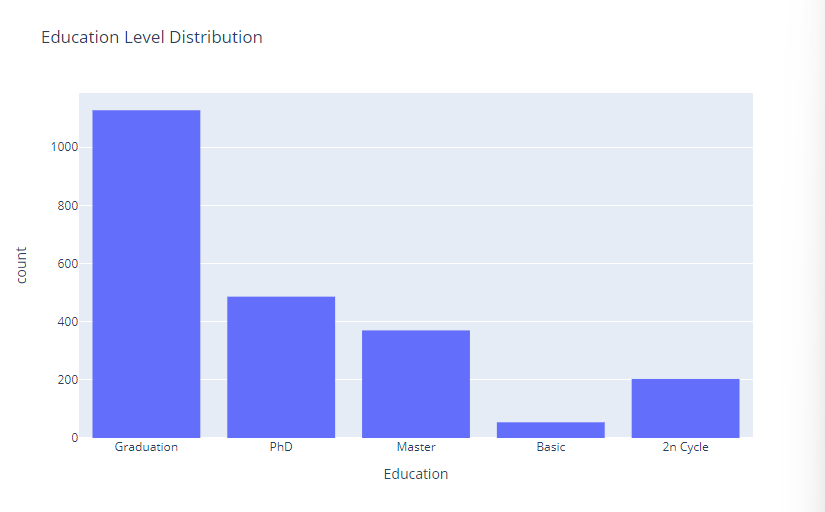 Education Level Distribution
1000
800
600
400
200
0
count
Graduation
PhD
Master
Basic
2n Cycle
Education